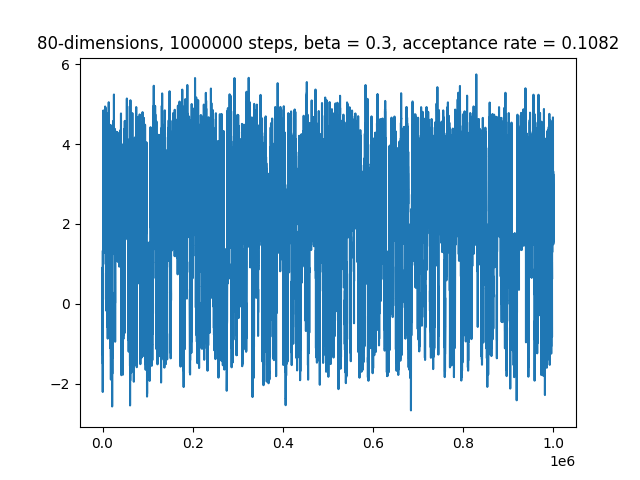 80-dimensions, 1000000 steps, beta = 0.3, acceptance rate = 0.1082
6
4
2
0
−2
0.0 0.2 0.4 0.6 0.8 1.0
1e6